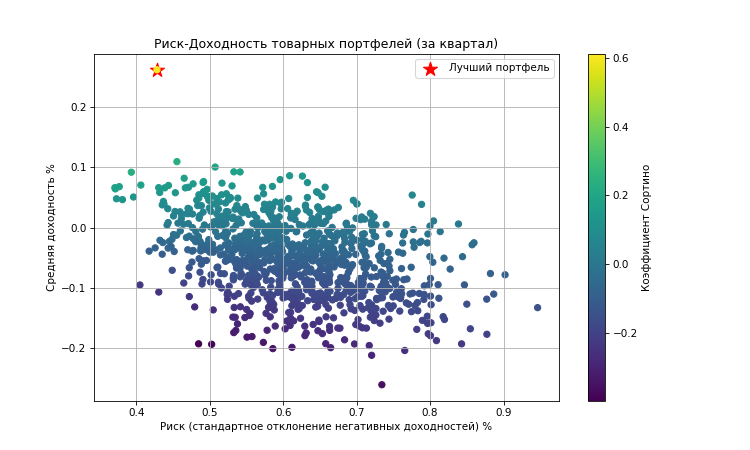 Риск-Доходность товарных портфелей (за квартал)
Лучший портфель
Средняя доходность %
0.2
0.1
0.0
−0.1
−0.2
0.4 0.5 0.6 0.7 0.8 0.9
Риск (стандартное отклонение негативных доходностей) %
0.6
0.4
0.2
0.0
−0.2
Коэффициент Сортино